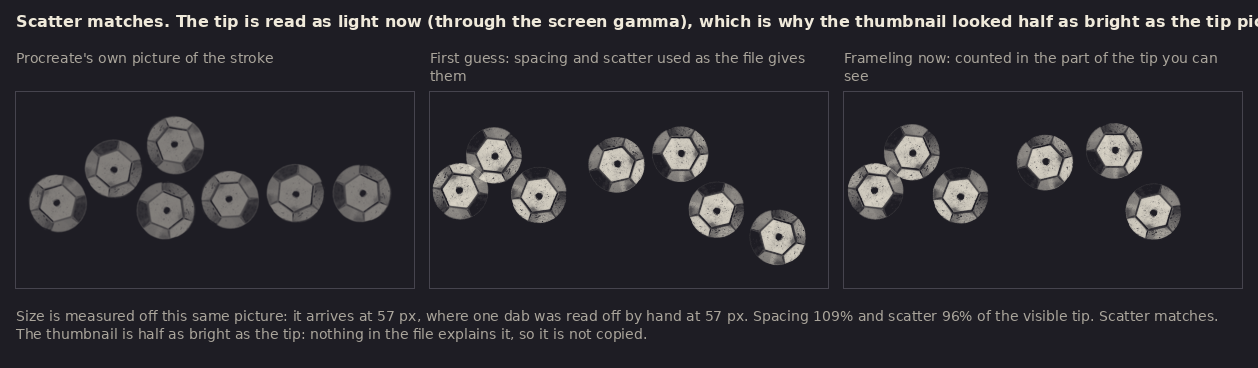 Scatter matches. The tip is read as light now (through the screen gamma), which is why the thumbnail looked half as bright as the tip
Procreate's own picture of the stroke
First guess: spacing and scatter used as the file gives
them
Frameling now: counted in the part of the tip you can
see
Size is measured off this same picture: it arrives at 57 px, where one dab was read off by hand at 57 px. Spacing 109% and scatter 96% of the visible tip. Scatter matches.
The thumbnail is half as bright as the tip: nothing in the file explains it, so it is not copied.